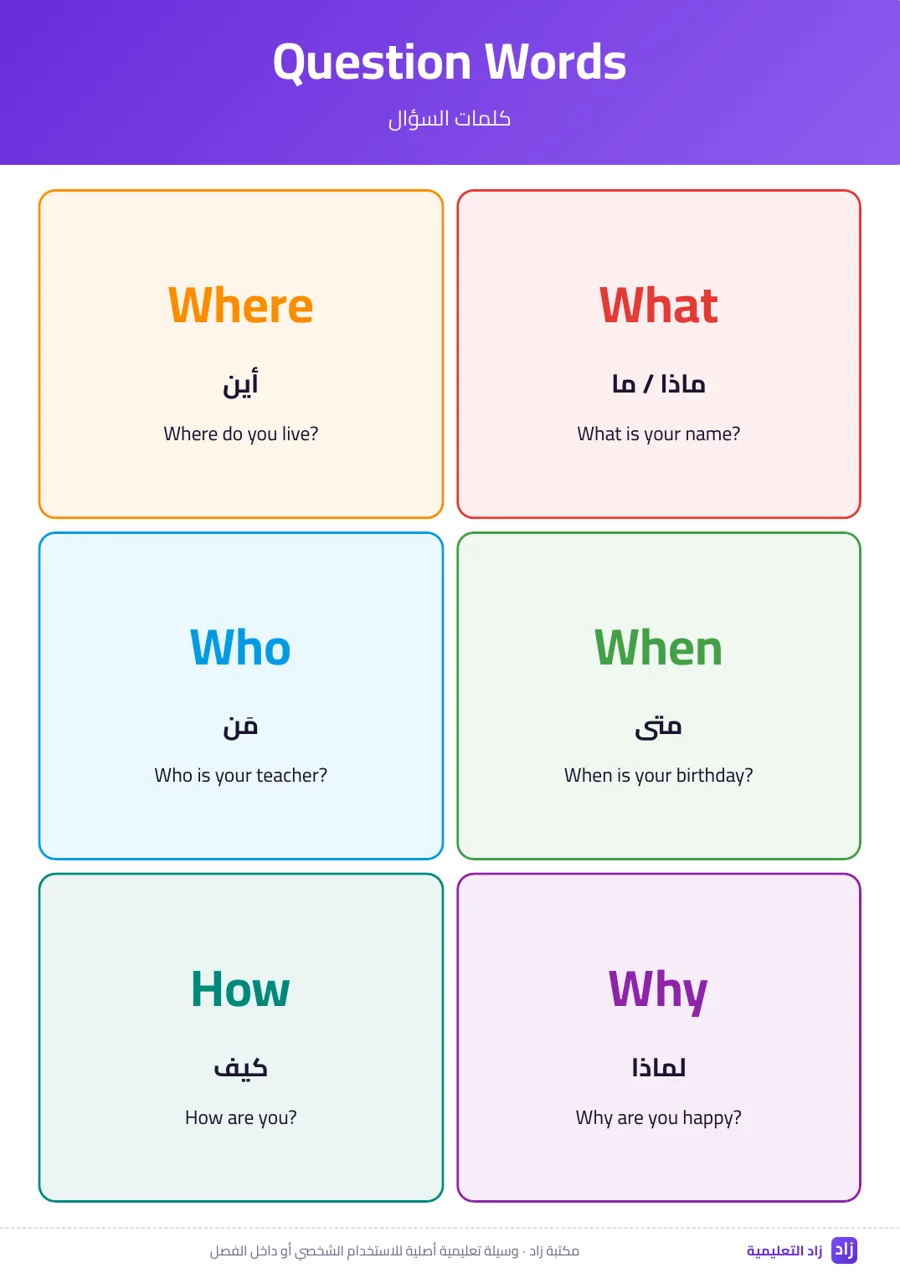 Question Words
كلمات السؤال
What
ماذا / ما
What is your name?
Where
أين
Where do you live?
When
متى
When is your birthday?
Who
مَن
Who is your teacher?
Why
لماذا
Why are you happy?
How
كيف
How are you?
زاد
زاد التعليمية
مكتبة زاد · وسيلة تعليمية أصلية للاستخدام الشخصي أو داخل الفصل